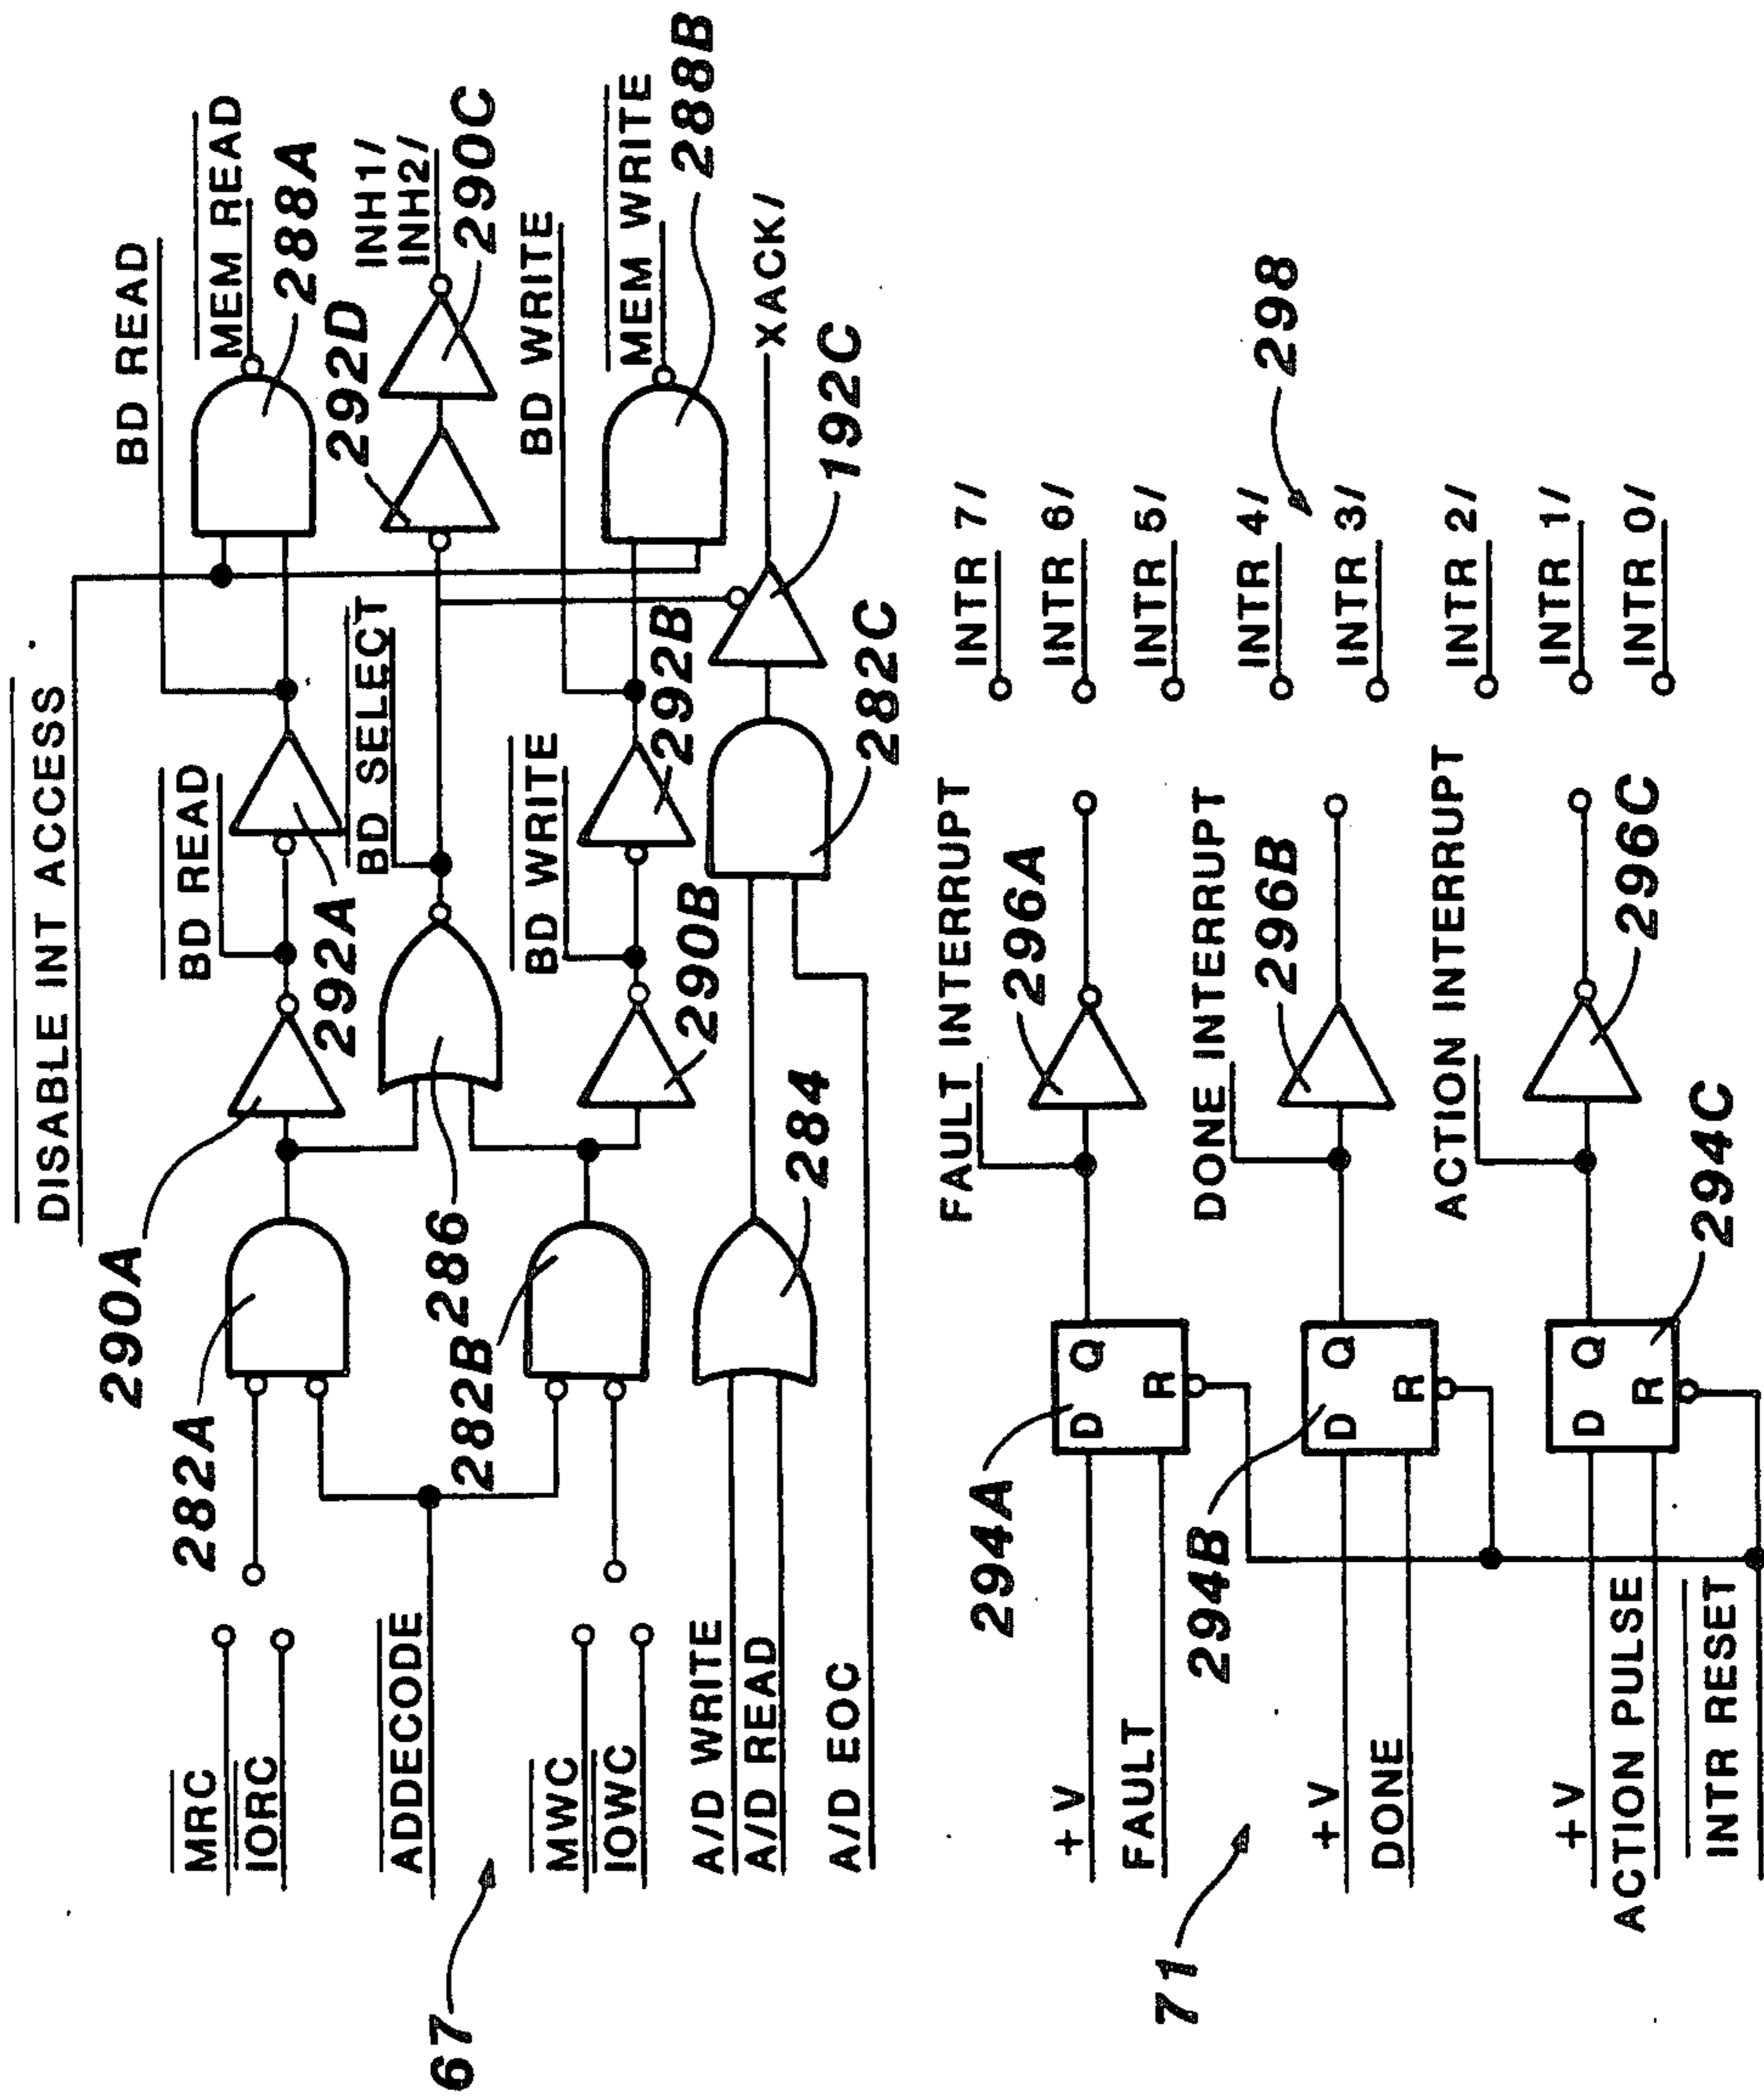 DISABLE INT ACCESS
BD READ
MEM READ
288A
290A
BD READ
292A
BD SELECT
292D
INH1/
INH2/
290C
282A
MRC
IORC
286
BD WRITE
BD WRITE
MEM WRITE
288B
ADDECODE
282B
290B
292B
XACK/
192C
67
MWC
IOWC
284
282C
A/D WRITE
A/D READ
A/D EOC
294A
FAULT INTERRUPT
296A
INTR 7/
INTR 6/
INTR 5/
INTR 4/
INTR 3/
INTR 2/
INTR 1/
INTR 0/
298
+V
FAULT
D
Q
R
71
294B
DONE INTERRUPT
296B
+V
DONE
D
Q
R
ACTION INTERRUPT
296C
294C
+V
ACTION PULSE
D
Q
R
INTR RESET